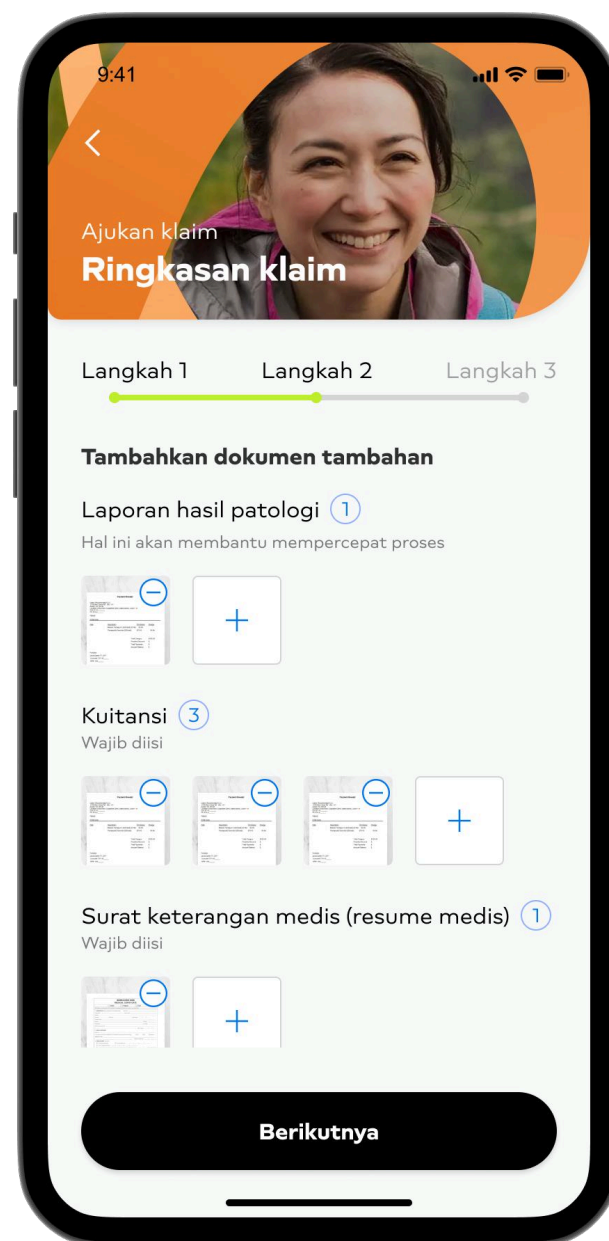 9:41
Ajukan klaim
Ringkasan klaim
Langkah 1 Langkah 2 Langkah 3
Tambahkan dokumen tambahan
Laporan hasil patologi 1
Hal ini akan membantu mempercepat proses
Kuitansi 3
Wajib diisi
Surat keterangan medis (resume medis) 1
Wajib diisi
Berikutnya